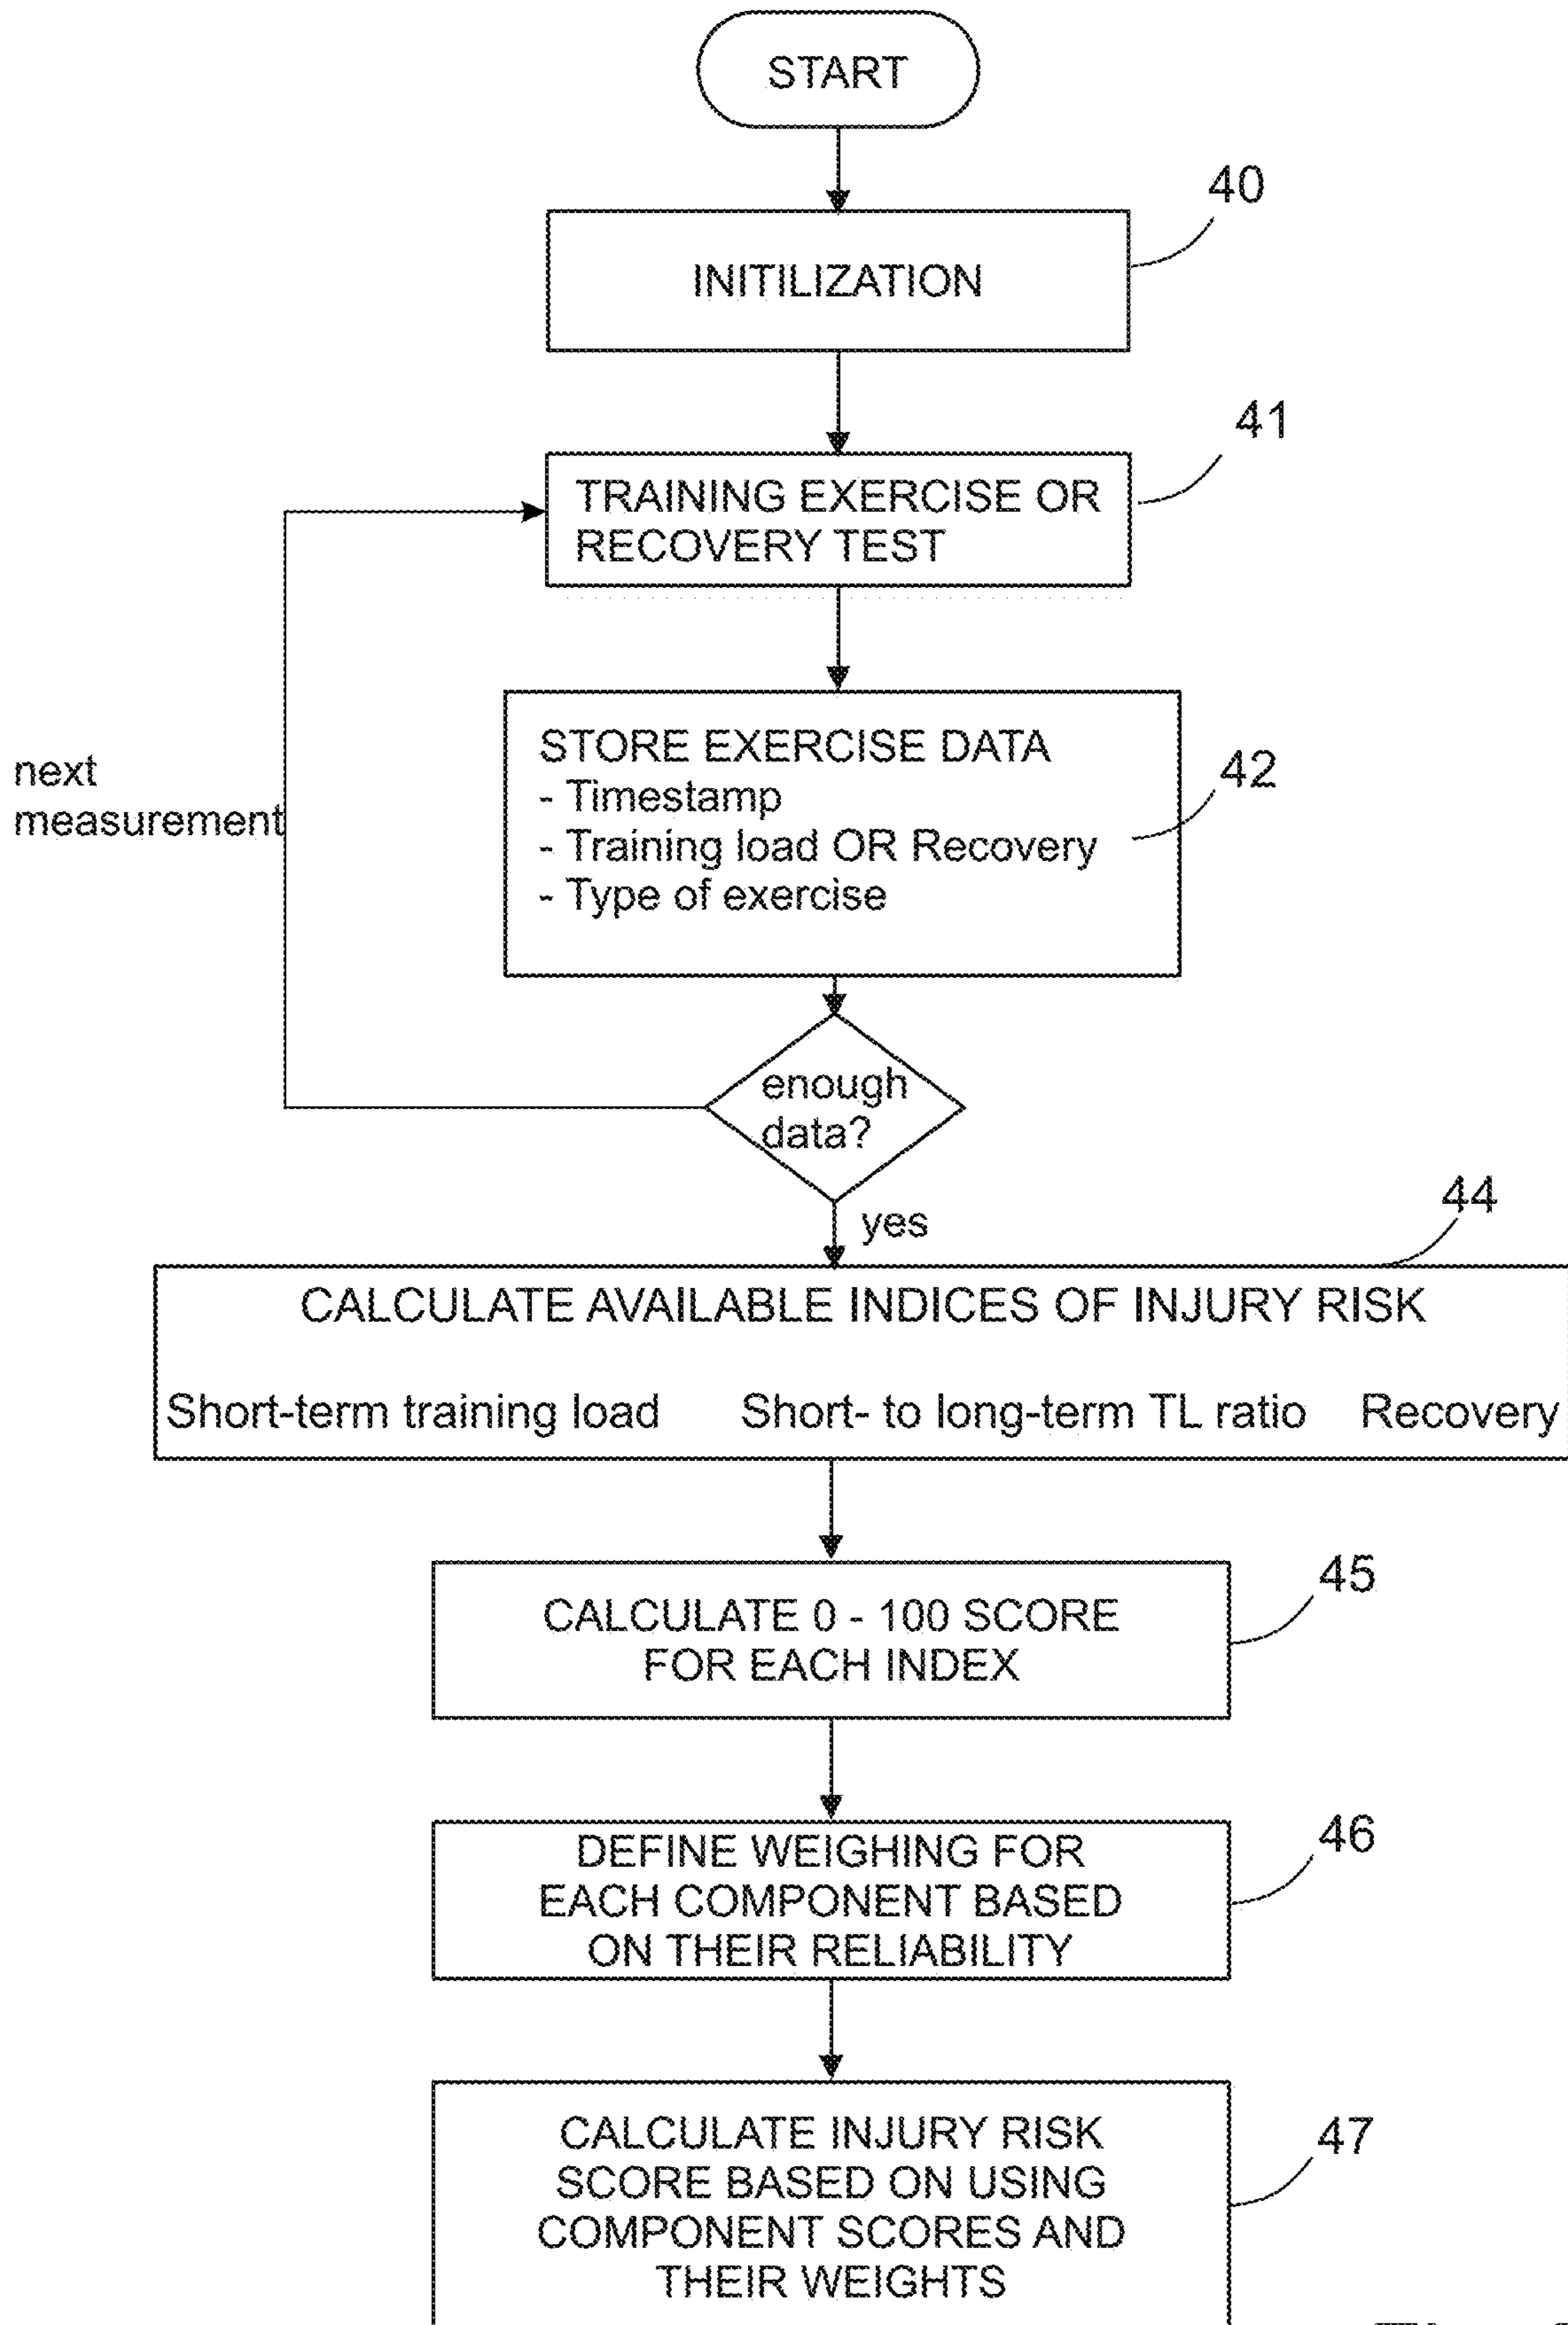 START
40
INITILIZATION
41
TRAINING EXERCISE OR
RECOVERY TEST
42
STORE EXERCISE DATA
- Timestamp
- Training load OR Recovery
- Type of exercise
next
measurement
enough
data?
yes
44
CALCULATE AVAILABLE INDICES OF INJURY RISK
Short-term training load Short- to long-term TL ratio Recovery
45
CALCULATE 0 - 100 SCORE
FOR EACH INDEX
46
DEFINE WEIGHING FOR
EACH COMPONENT BASED
ON THEIR RELIABILITY
47
CALCULATE INJURY RISK
SCORE BASED ON USING
COMPONENT SCORES AND
THEIR WEIGHTS